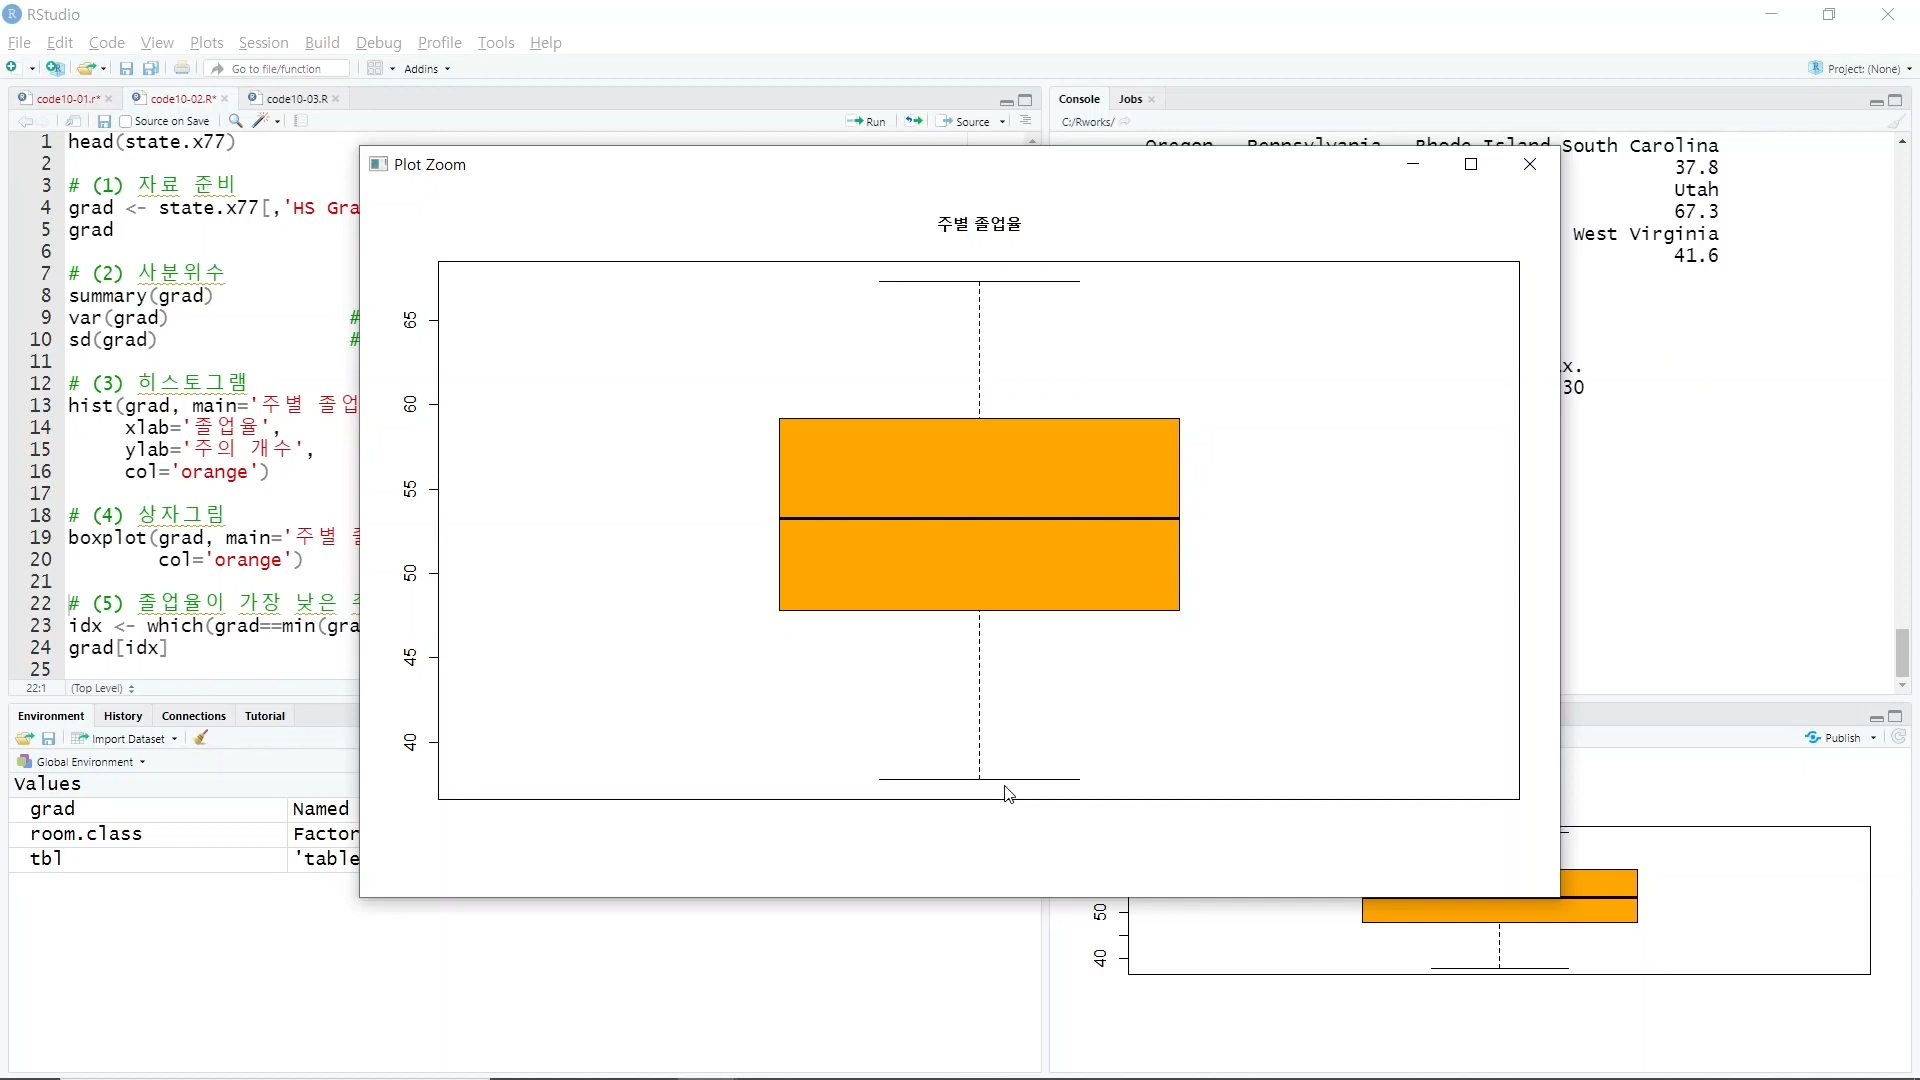 RStudio
File Edit Code View Plots Session Build Debug Profile Tools Help
Go to file/function Addins Project: (None)
code10-01.r* code10-02.R* code10-03.R
Source on Save Run Source
1 head(state.x77)
2
3 # (1) 자료 준비
4 grad <- state.x77[,'HS Gra
5 grad
6
7 # (2) 사분위수
8 summary(grad)
9 var(grad) #
10 sd(grad) #
11
12 # (3) 히스토그램
13 hist(grad, main='주별 졸업
14 xlab='졸업율',
15 ylab='주의 개수',
16 col='orange')
17
18 # (4) 상자그림
19 boxplot(grad, main='주별
20 col='orange')
21
22 # (5) 졸업율이 가장 낮은
23 idx <- which(grad==min(gra
24 grad[idx]
25
22:1 (Top Level)
Environment History Connections Tutorial
Import Dataset
Global Environment
Values
grad Named
room.class Factor
tbl 'table
Plot Zoom
주별 졸업율
65
60
55
50
45
40
Console Jobs
C:/Rworks/
Oregon Pennsylvania Rhode Island South Carolina
37.8
Utah
67.3
West Virginia
41.6
x.
30
Publish
50
40